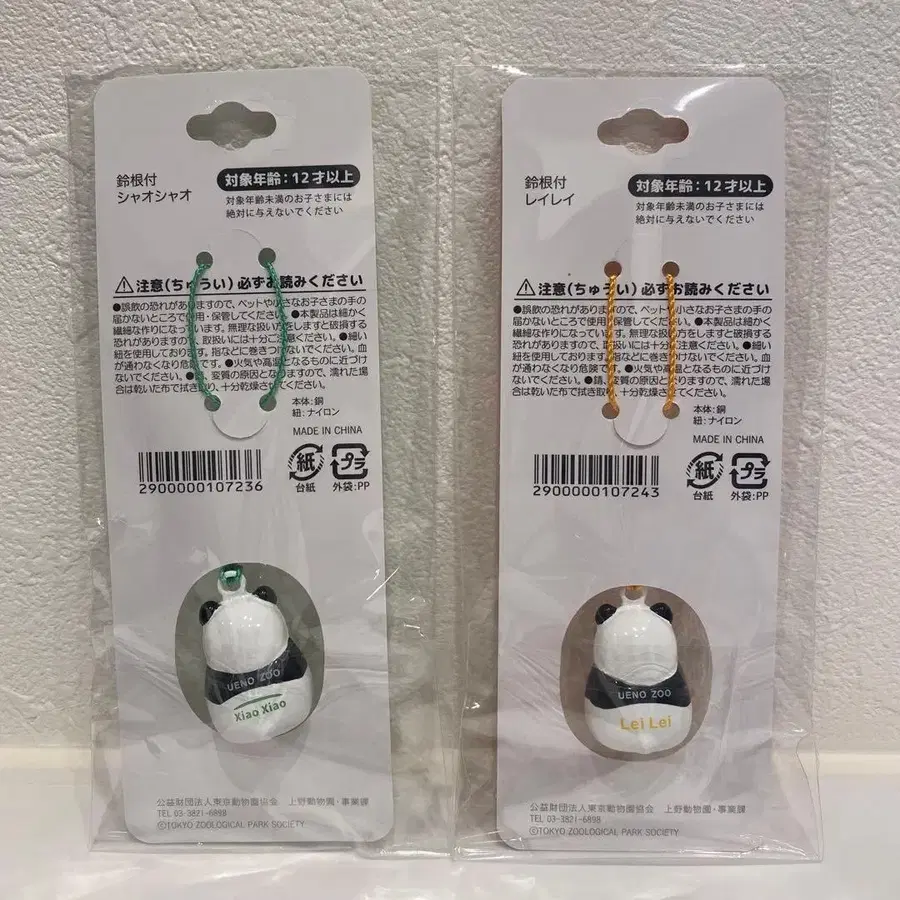 鈴根付
シャオシャオ
対象年齢：12才以上
対象年齢未満のお子さまには
絶対に与えないでください
⚠注意(ちゅうい)必ずお読みください
●誤飲の恐れがありますので、ペットや小さなお子さまの手の
届かないところで使用・保管してください。●本製品は細かく
繊細な作りになっています。無理な扱い方をしますと破損する
恐れがありますので、取扱いには十分に注意ください。●細い
紐を使用しております。指などに巻きつけないでください。血
が通わなくなり危険です。●火気や高温となるものに近づけ
ないでください。●錆、変質の原因となりますので、濡れた場
合は乾いた布で拭き取り、十分乾燥させてください。
本体：銅
紐：ナイロン
MADE IN CHINA
2900000107236
紙
台紙
プラ
外袋：PP
UENO ZOO
Xiao Xiao
公益財団法人東京動物園協会 上野動物園・事業課
TEL 03-3821-6898
©TOKYO ZOOLOGICAL PARK SOCIETY
鈴根付
レイレイ
対象年齢：12才以上
対象年齢未満のお子さまには
絶対に与えないでください
⚠注意(ちゅうい)必ずお読みください
●誤飲の恐れがありますので、ペットや小さなお子さまの手の
届かないところで使用・保管してください。●本製品は細かく
繊細な作りになっています。無理な扱い方をしますと破損する
恐れがありますので、取扱いには十分に注意ください。●細い
紐を使用しております。指などに巻きつけないでください。血
が通わなくなり危険です。●火気や高温となるものに近づけ
ないでください。●錆、変質の原因となりますので、濡れた場
合は乾いた布で拭き取り、十分乾燥させてください。
本体：銅
紐：ナイロン
MADE IN CHINA
2900000107243
紙
台紙
プラ
外袋：PP
UENO ZOO
Lei Lei
公益財団法人東京動物園協会 上野動物園・事業課
TEL 03-3821-6898
©TOKYO ZOOLOGICAL PARK SOCIETY